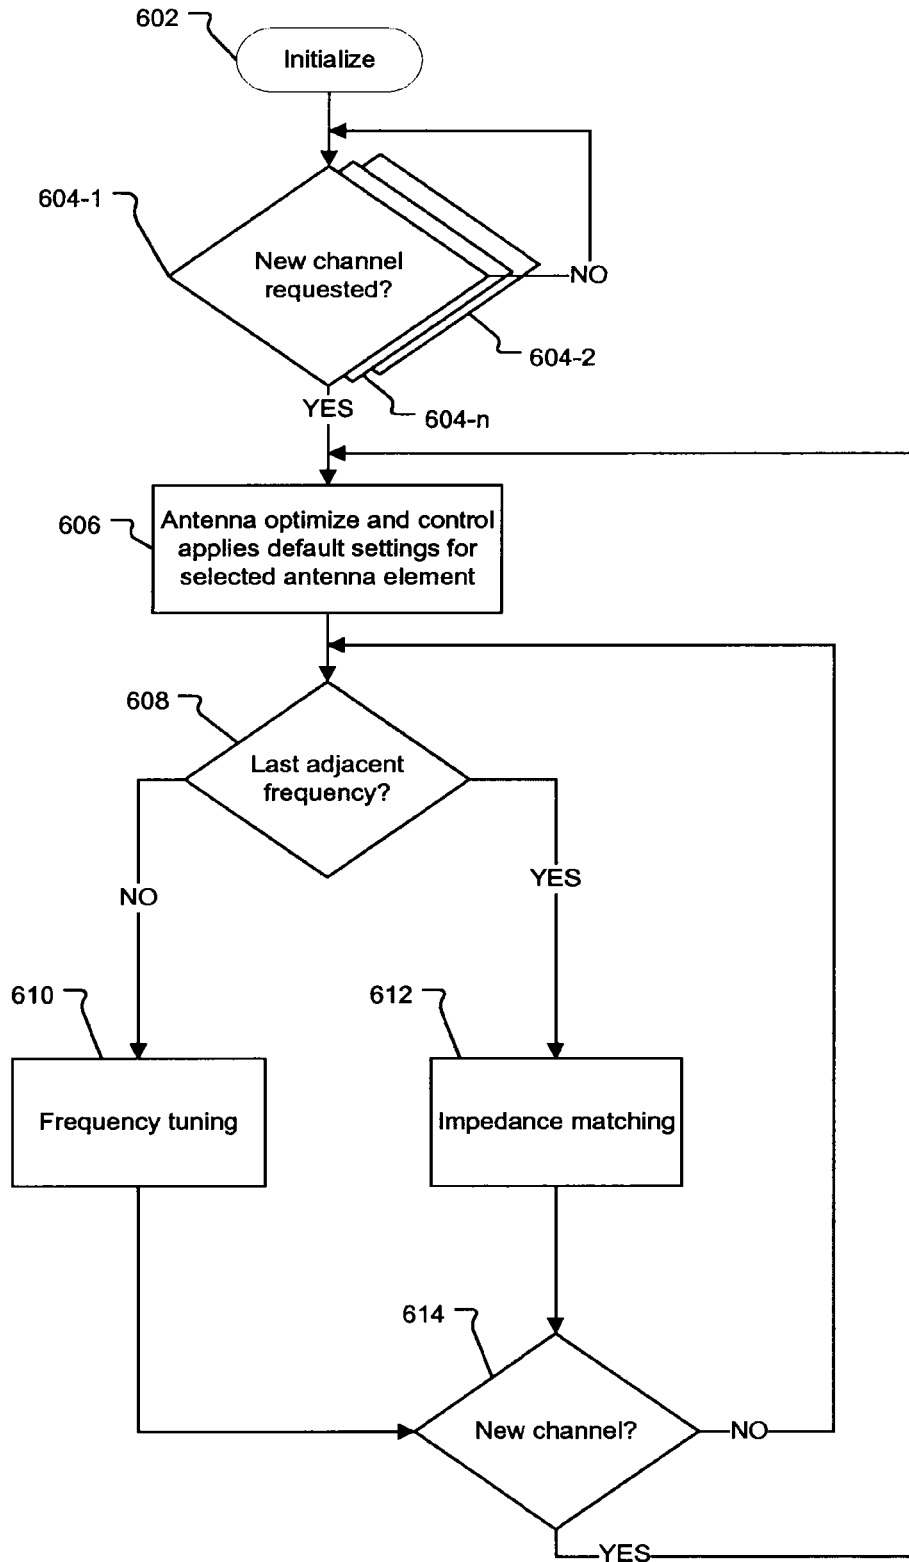 602
Initialize
604-1
New channel
requested?
NO
604-2
YES
604-n
606
Antenna optimize and control
applies default settings for
selected antenna element
608
Last adjacent
frequency?
NO
YES
610
612
Frequency tuning
Impedance matching
614
New channel?
NO
YES